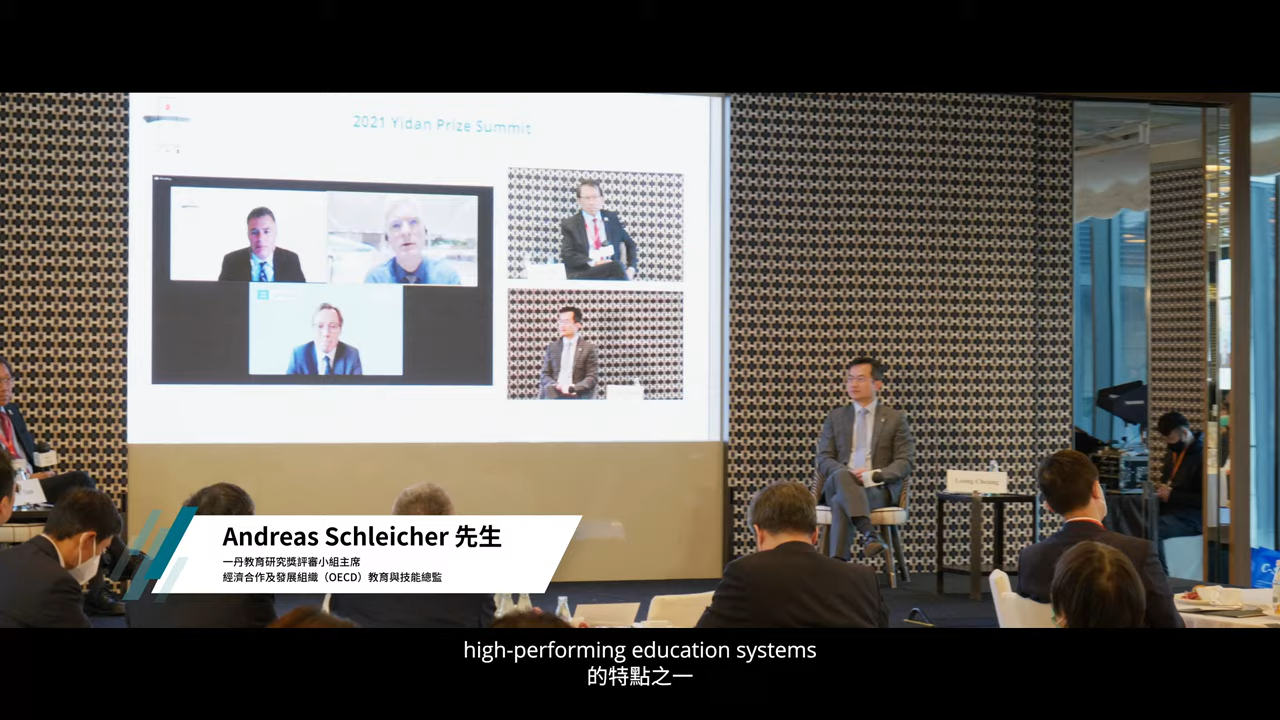 2021 Yidan Prize Summit
Leong Cheung
Andreas Schleicher 先生
一丹教育研究獎評審小組主席
經濟合作及發展組織（OECD）教育與技能總監
high-performing education systems
的特點之一